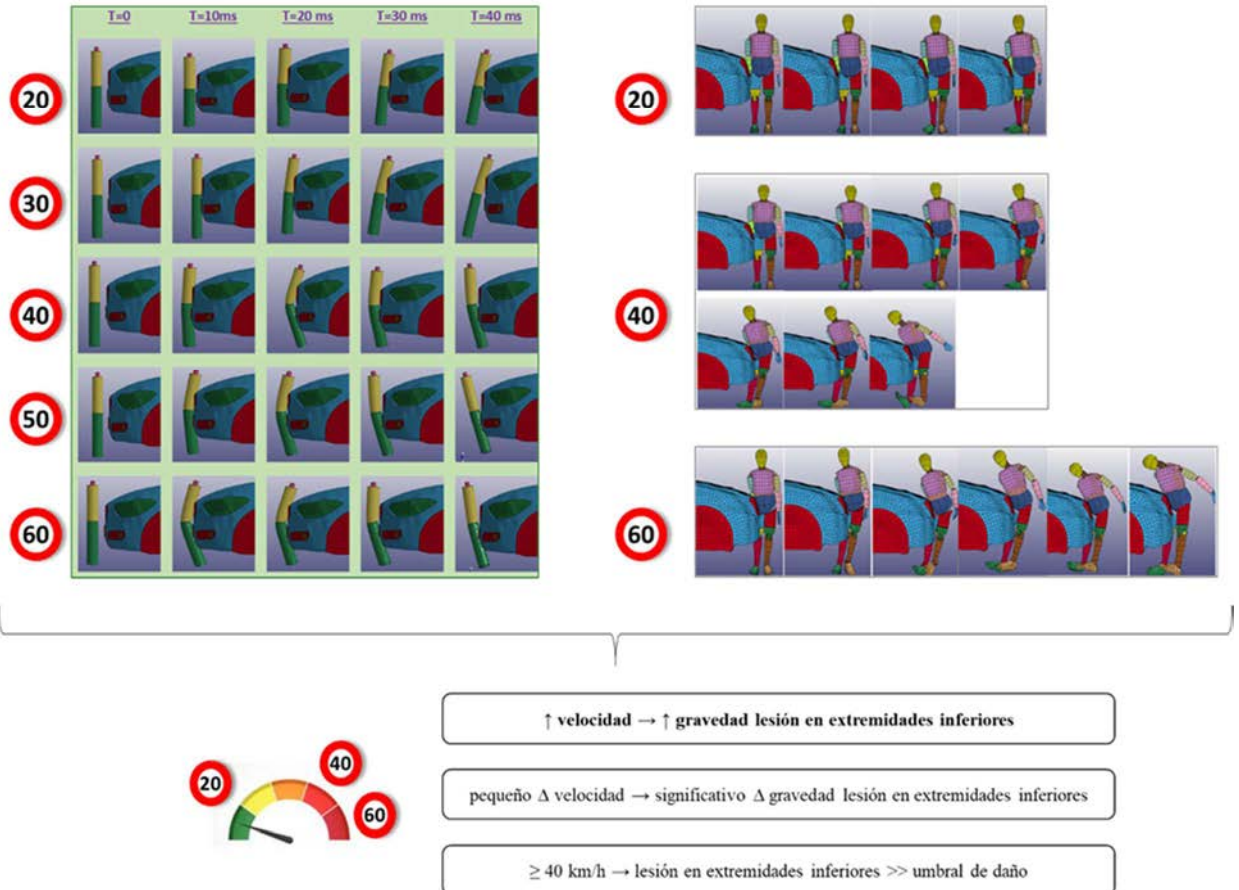 T=0 T=10ms T=20 ms T=30 ms T=40 ms
20
30
40
50
60
20
40
60
20
40
60
↑ velocidad → ↑ gravedad lesión en extremidades inferiores
pequeño Δ velocidad → significativo Δ gravedad lesión en extremidades inferiores
≥ 40 km/h → lesión en extremidades inferiores >> umbral de daño